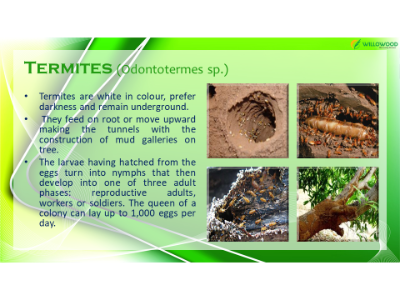 WILLOWOOD
TERMITES (Odontotermes sp.)
• Termites are white in colour, prefer
darkness and remain underground.
• They feed on root or move upward
making the tunnels with the
construction of mud galleries on
tree.
• The larvae having hatched from the
eggs turn into nymphs that then
develop into one of three adult
phases: reproductive adults,
workers or soldiers. The queen of a
colony can lay up to 1,000 eggs per
day.